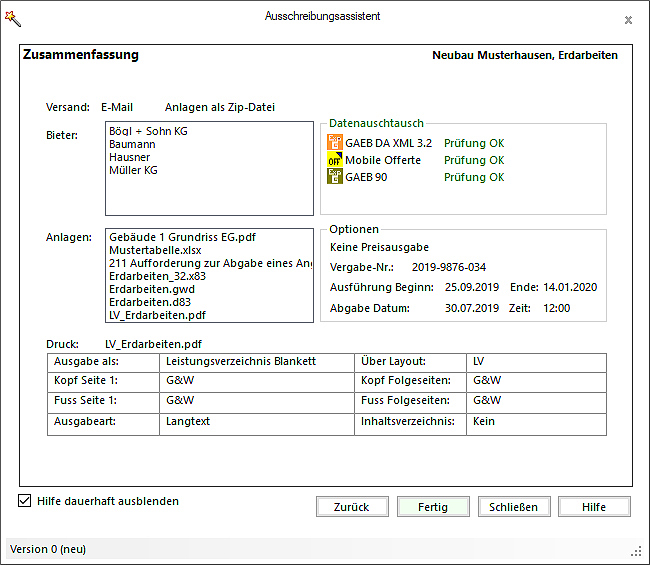 Ausschreibungsassistent
Zusammenfassung
Neubau Musterhausen, Erdarbeiten
Versand: E-Mail Anlagen als Zip-Datei
Bieter:
Bögl + Sohn KG
Baumann
Hausner
Müller KG
Datenauschtausch
GAEB DA XML 3.2 Prüfung OK
OFF Mobile Offerte Prüfung OK
GAEB 90 Prüfung OK
Anlagen:
Gebäude 1 Grundriss EG.pdf
Mustertabelle.xlsx
211 Aufforderung zur Abgabe eines Ang
Erdarbeiten_32.x83
Erdarbeiten.gwd
Erdarbeiten.d83
LV_Erdarbeiten.pdf
Optionen
Keine Preisausgabe
Vergabe-Nr.: 2019-9876-034
Ausführung Beginn: 25.09.2019 Ende: 14.01.2020
Abgabe Datum: 30.07.2019 Zeit: 12:00
Druck: LV_Erdarbeiten.pdf
Ausgabe als: Leistungsverzeichnis Blankett Über Layout: LV
Kopf Seite 1: G&W Kopf Folgeseiten: G&W
Fuss Seite 1: G&W Fuss Folgeseiten: G&W
Ausgabeart: Langtext Inhaltsverzeichnis: Kein
Hilfe dauerhaft ausblenden
Zurück Fertig Schließen Hilfe
Version 0 (neu)